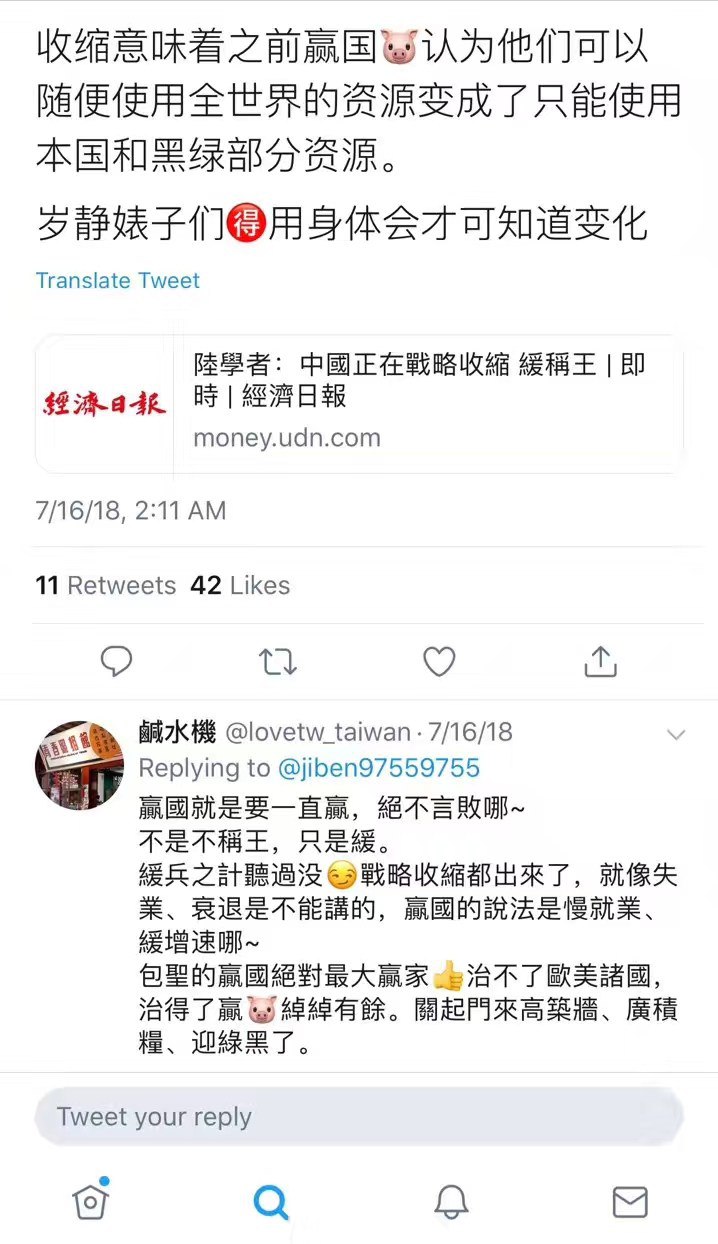 收缩意味着之前赢国🐷认为他们可以
随便使用全世界的资源变成了只能使用
本国和黑绿部分资源。
岁静婊子们🉐用身体会才可知道变化
Translate Tweet
經濟日報
陸學者：中國正在戰略收縮 緩稱王 | 即
時 | 經濟日報
money.udn.com
7/16/18, 2:11 AM
11 Retweets 42 Likes
鹹水機 @lovetw_taiwan · 7/16/18
Replying to @jiben97559755
贏國就是要一直贏，絕不言敗哪~
不是不稱王，只是緩。
緩兵之計聽過没😏戰略收縮都出來了，就像失
業、衰退是不能講的，贏國的說法是慢就業、
緩增速哪~
包聖的贏國絕對最大贏家👍治不了歐美諸國，
治得了贏🐷綽綽有餘。關起門來高築牆、廣積
糧、迎綠黑了。
Tweet your reply